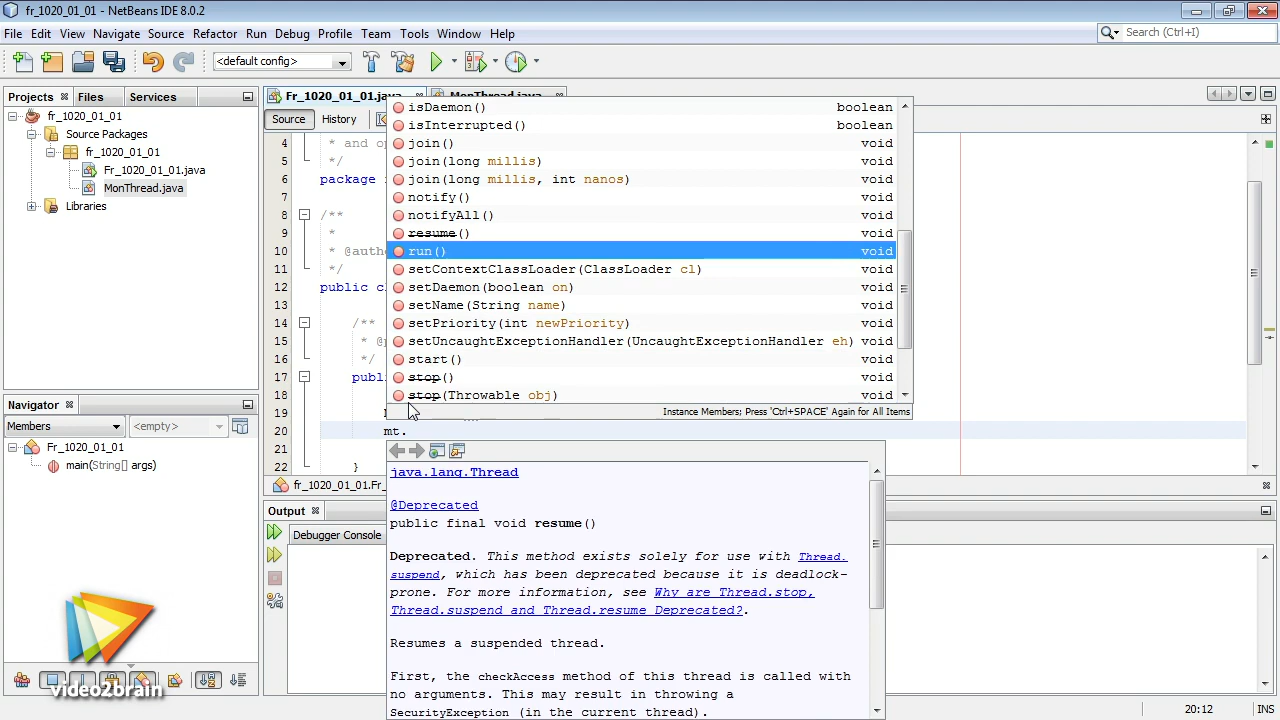 fr_1020_01_01 - NetBeans IDE 8.0.2
File Edit View Navigate Source Refactor Run Debug Profile Team Tools Window Help
Search (Ctrl+I)
<default config>
Projects Files Services
fr_1020_01_01
Source Packages
fr_1020_01_01
Fr_1020_01_01.java
MonThread.java
Libraries
Navigator
Members <empty>
Fr_1020_01_01
main(String[] args)
video2brain
Fr_1020_01_01.java MonThread.java
Source History
4 * and op
5 */
6 package
7
8 /**
9 *
10 * @autho
11 */
12 public cl
13
14 /**
15 * @p
16 */
17 publi
18
19
20 mt.
21
22 }
isDaemon() boolean
isInterrupted() boolean
join() void
join(long millis) void
join(long millis, int nanos) void
notify() void
notifyAll() void
resume() void
run() void
setContextClassLoader(ClassLoader cl) void
setDaemon(boolean on) void
setName(String name) void
setPriority(int newPriority) void
setUncaughtExceptionHandler(UncaughtExceptionHandler eh) void
start() void
stop() void
stop(Throwable obj) void
Instance Members; Press 'Ctrl+SPACE' Again for All Items
java.lang.Thread
@Deprecated
public final void resume()
Deprecated. This method exists solely for use with Thread.
suspend, which has been deprecated because it is deadlock-
prone. For more information, see Why are Thread.stop,
Thread.suspend and Thread.resume Deprecated?.
Resumes a suspended thread.
First, the checkAccess method of this thread is called with
no arguments. This may result in throwing a
SecurityException (in the current thread).
fr_1020_01_01.Fr_
Output
Debugger Console
20:12 INS